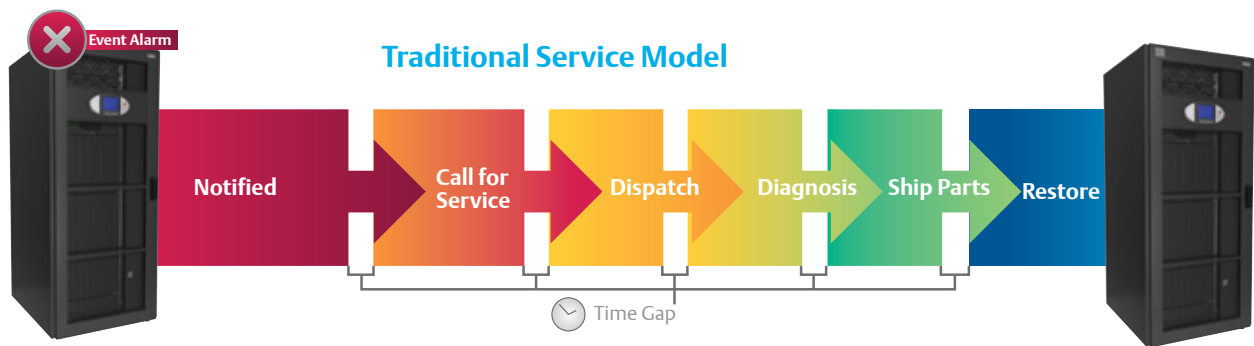 Event Alarm
Traditional Service Model
Notified
Call for
Service
Dispatch
Diagnosis
Ship Parts
Restore
Time Gap